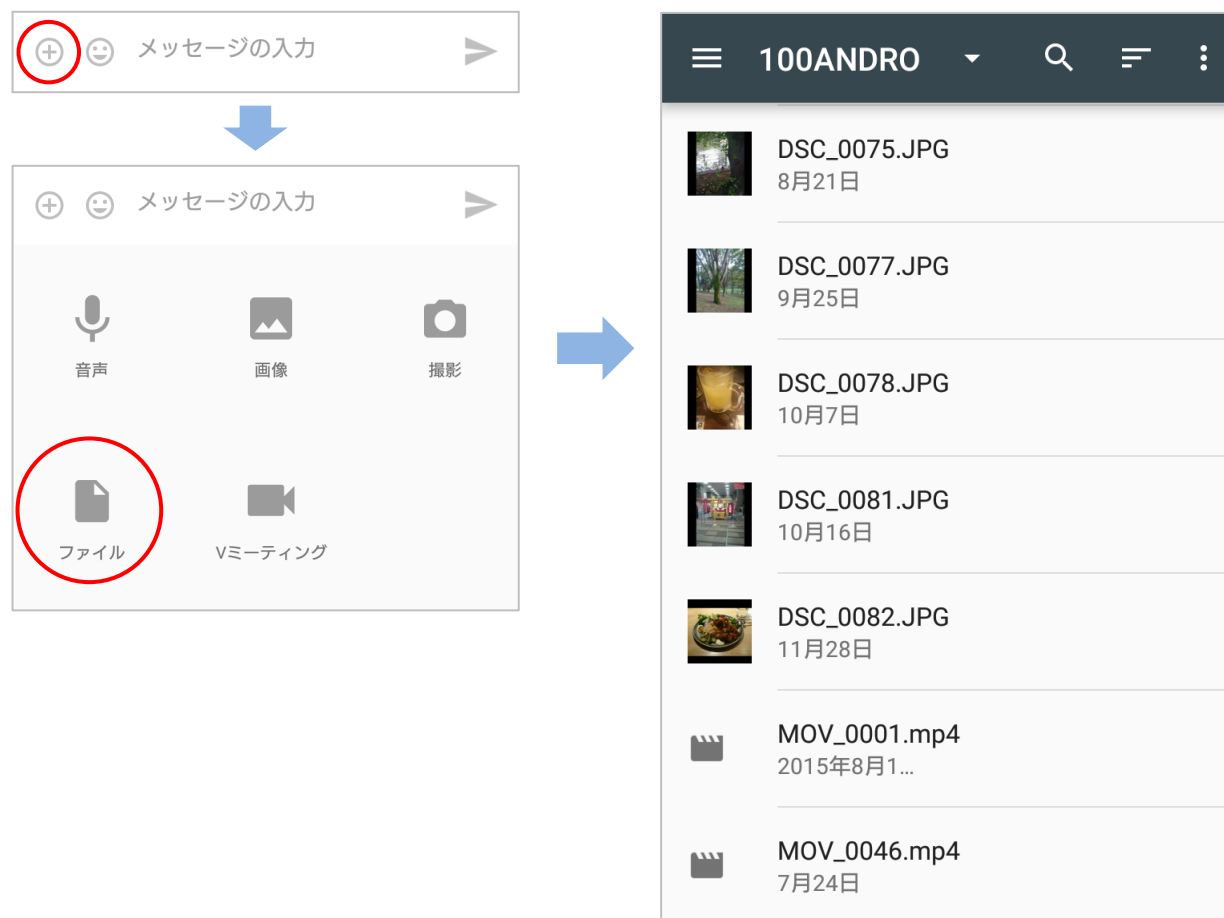 メッセージの入力
メッセージの入力
音声
画像
撮影
ファイル
Vミーティング
100ANDRO
DSC_0075.JPG
8月21日
DSC_0077.JPG
9月25日
DSC_0078.JPG
10月7日
DSC_0081.JPG
10月16日
DSC_0082.JPG
11月28日
MOV_0001.mp4
2015年8月1...
MOV_0046.mp4
7月24日